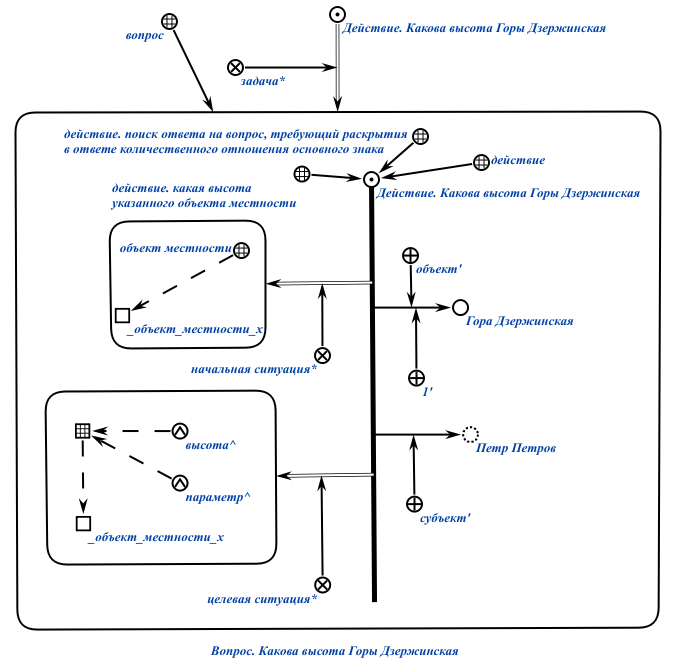 Действие. Какова высота Горы Дзержинская
вопрос
задача*
действие. поиск ответа на вопрос, требующий раскрытия
в ответе количественного отношения основного знака
действие
действие. какая высота
указанного объекта местности
Действие. Какова высота Горы Дзержинская
объект местности
объект'
_объект_местности_x
Гора Дзержинская
начальная ситуация*
1'
высота^
Петр Петров
параметр^
субъект'
_объект_местности_x
целевая ситуация*
Вопрос. Какова высота Горы Дзержинская